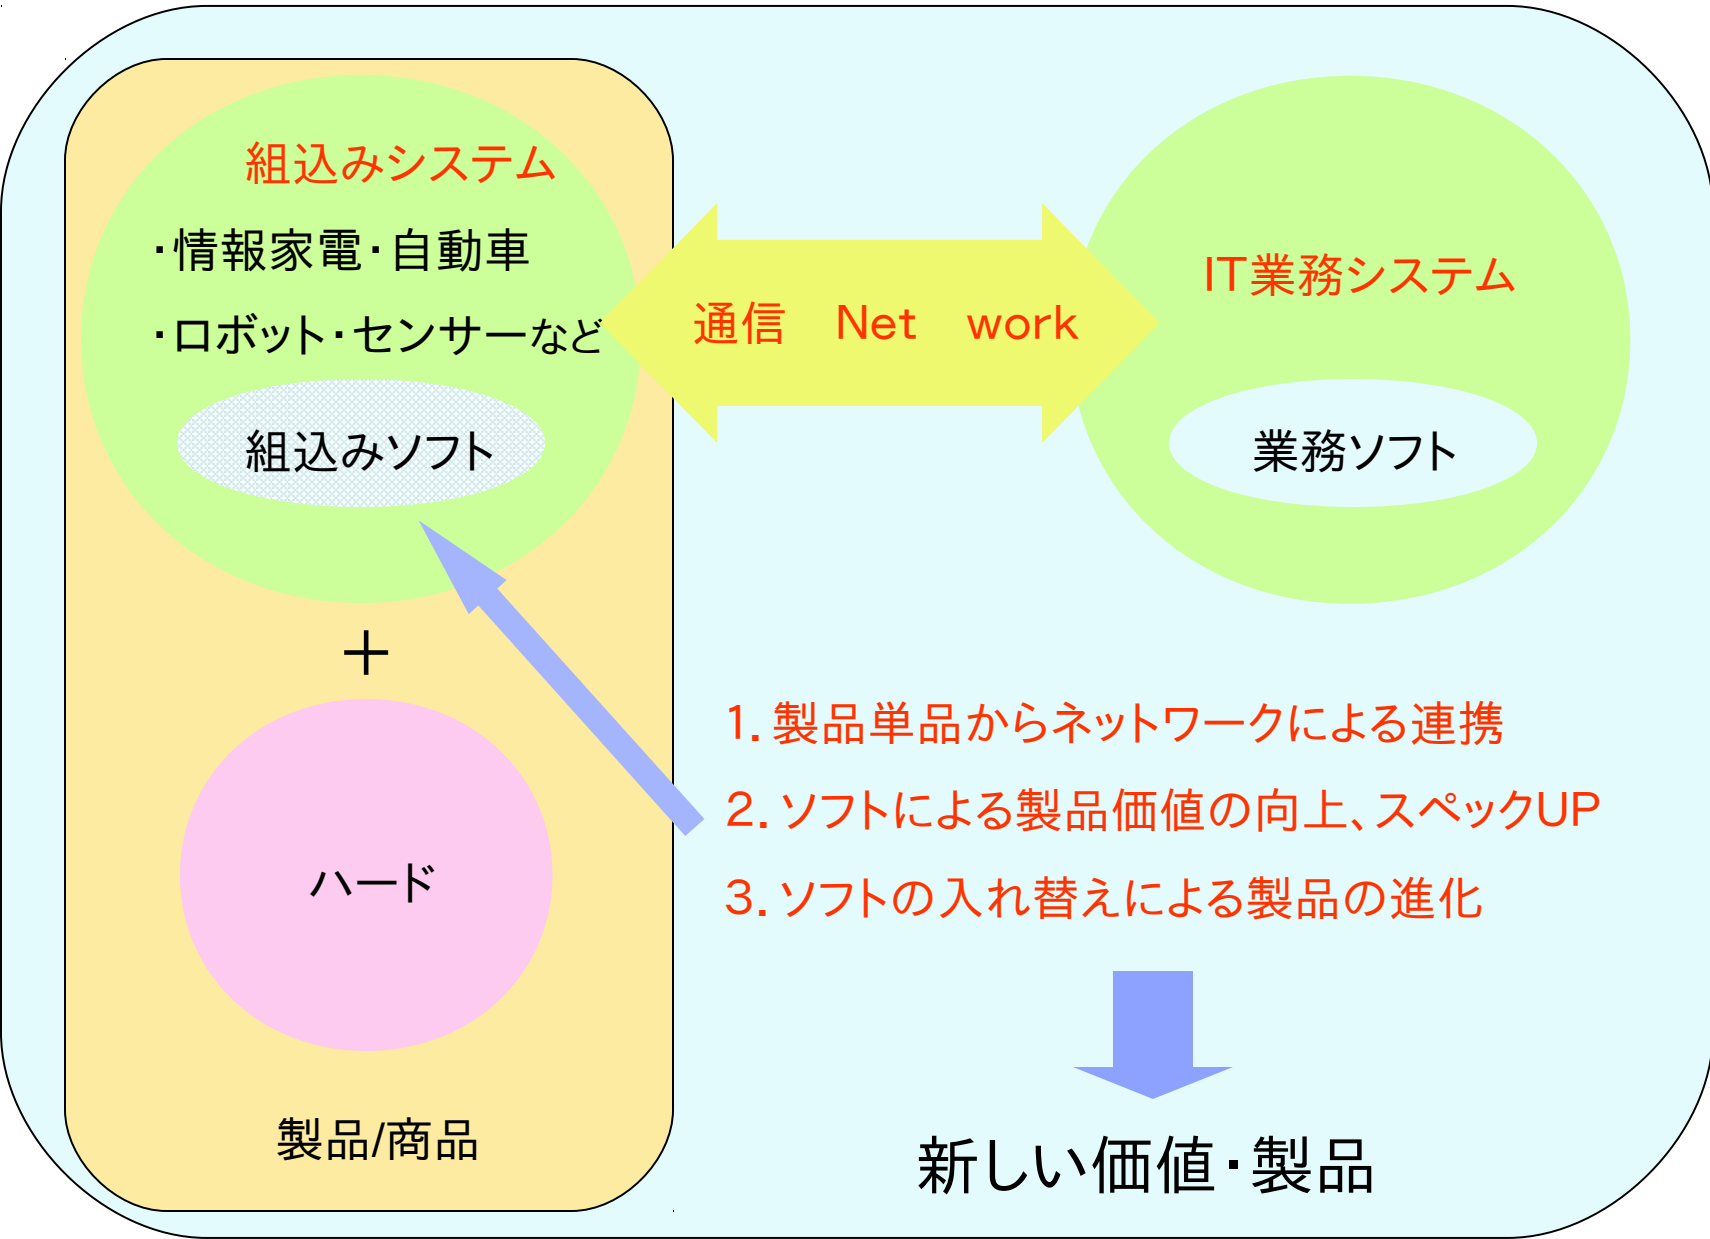 組込みシステム
・情報家電・自動車
・ロボット・センサーなど
組込みソフト
＋
ハード
製品/商品
通信　Net　work
IT業務システム
業務ソフト
1. 製品単品からネットワークによる連携
2. ソフトによる製品価値の向上、スペックUP
3. ソフトの入れ替えによる製品の進化
新しい価値・製品